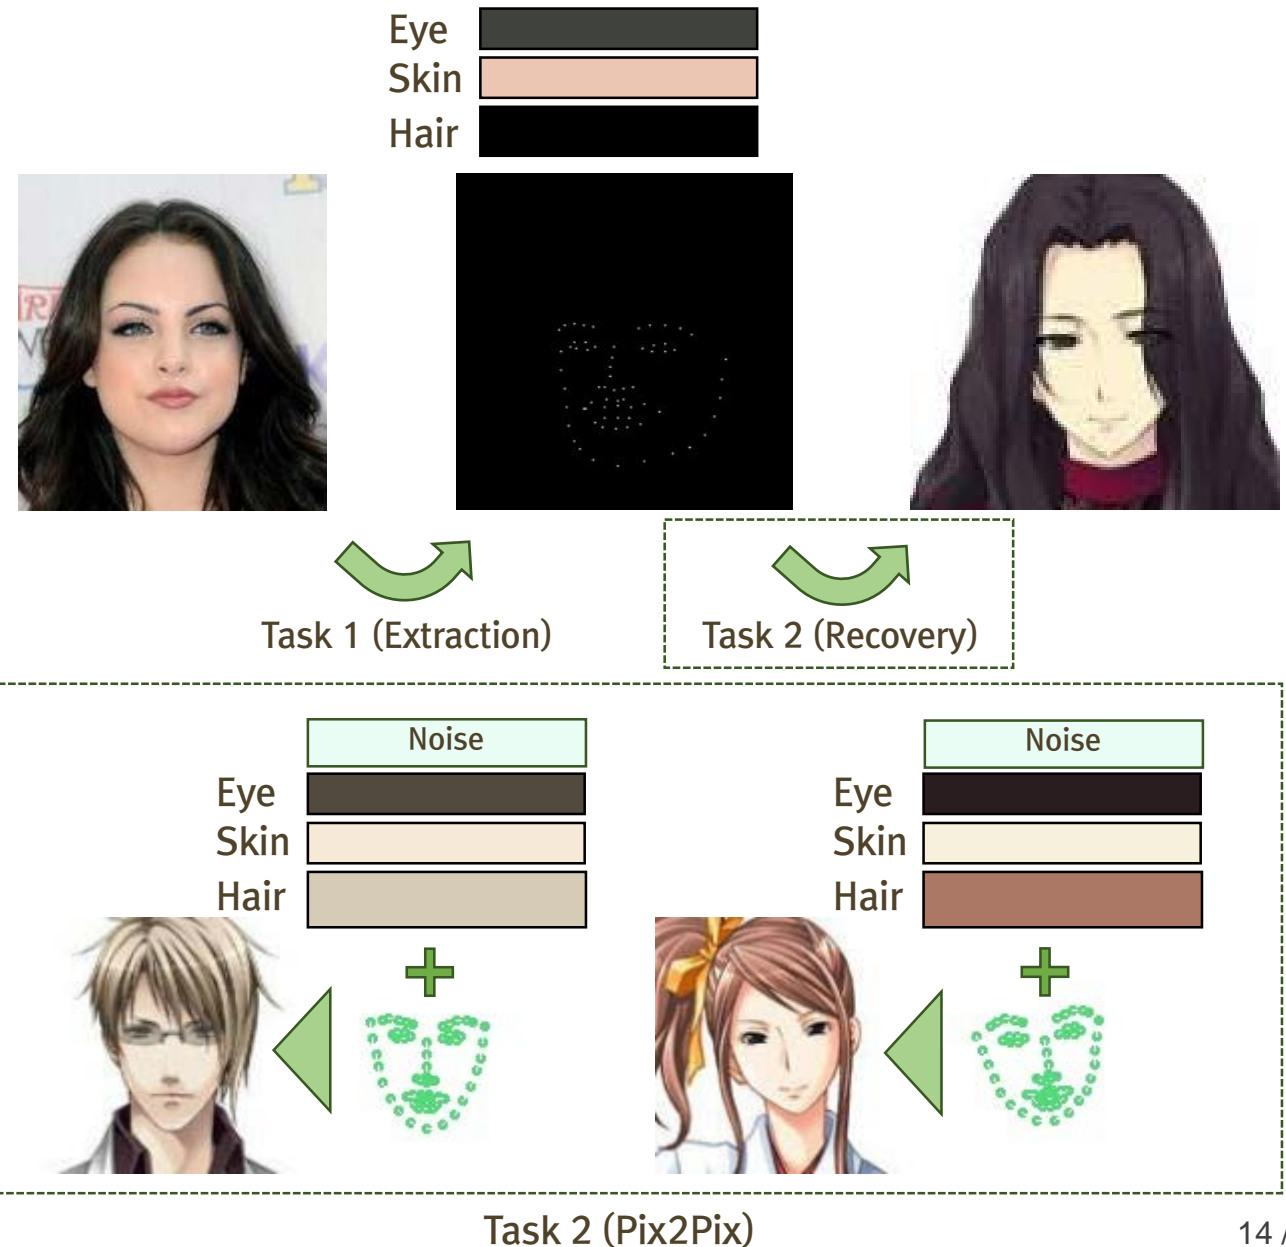 Eye
Skin
Hair
Task 1 (Extraction)
Task 2 (Recovery)
Noise
Eye
Skin
Hair
Noise
Eye
Skin
Hair
Task 2 (Pix2Pix)
14 /